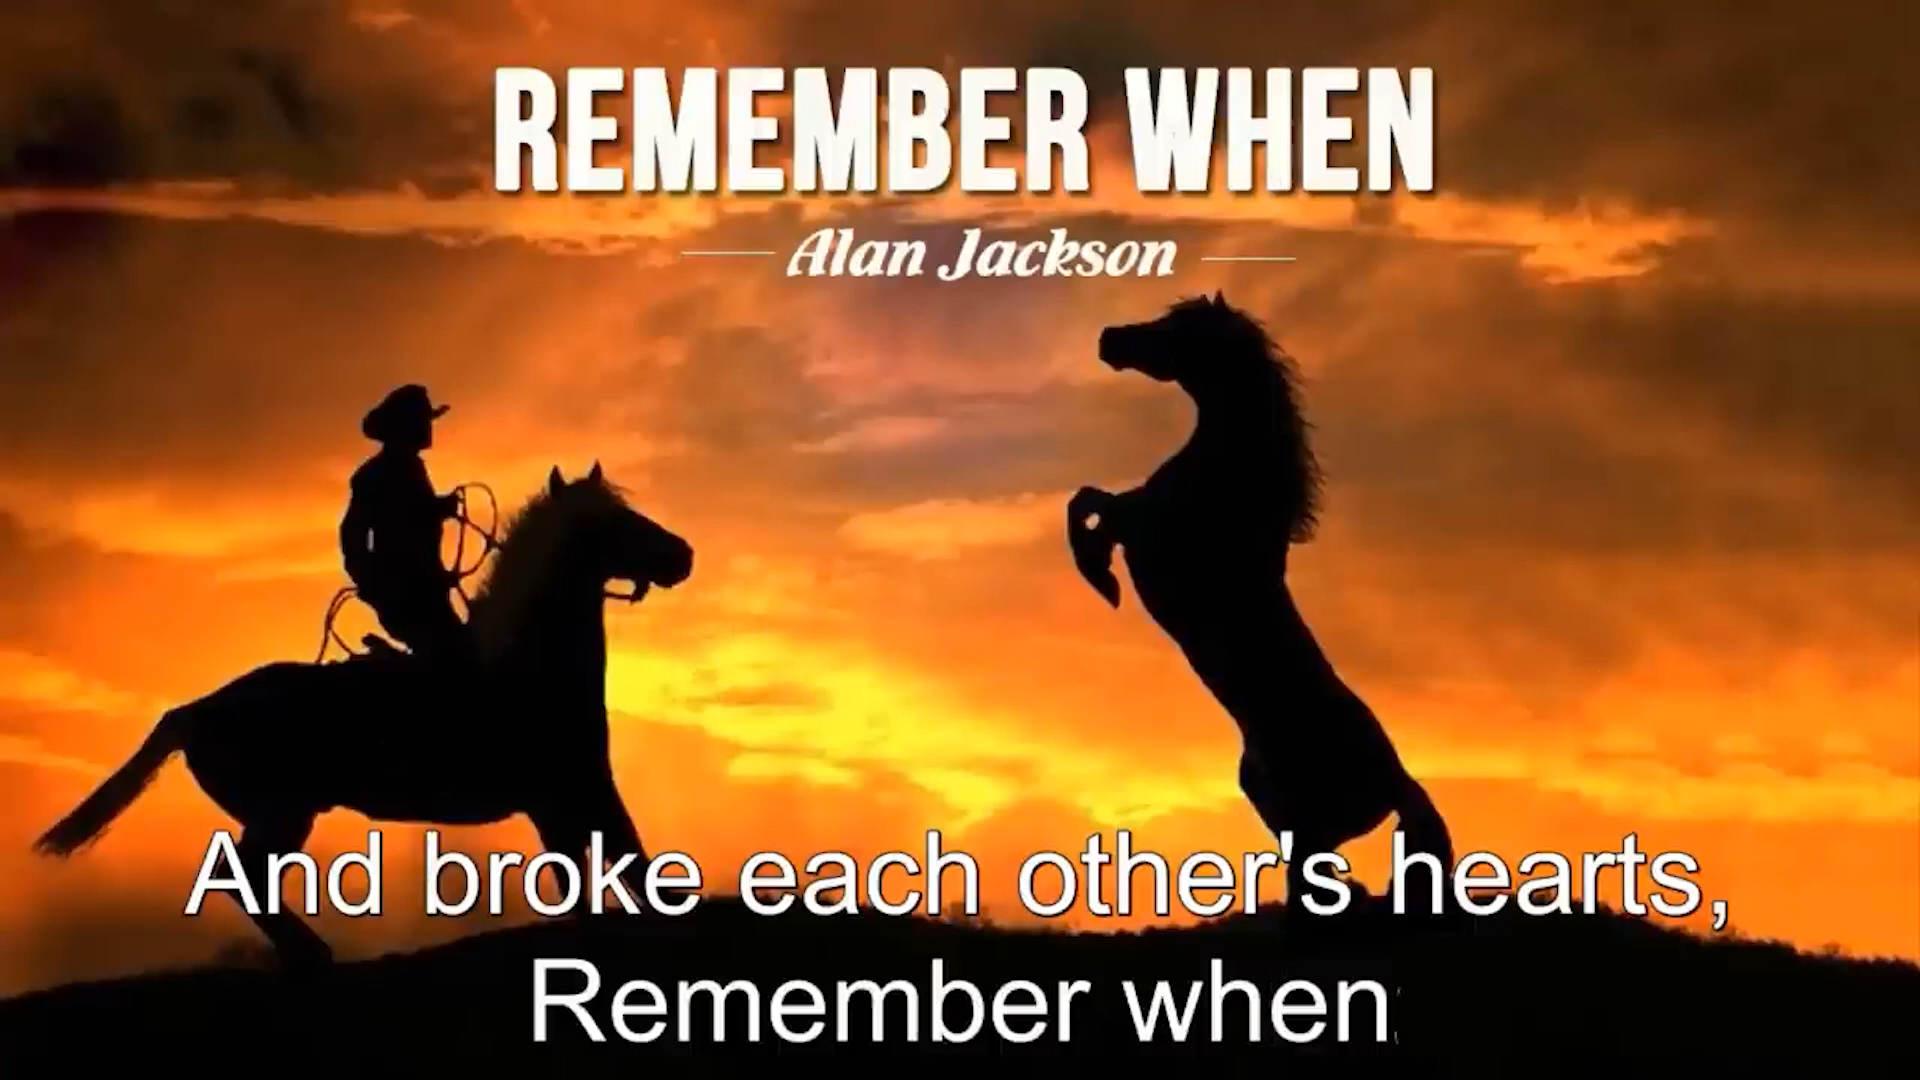 REMEMBER WHEN
Alan Jackson
And broke each other's hearts,
Remember when